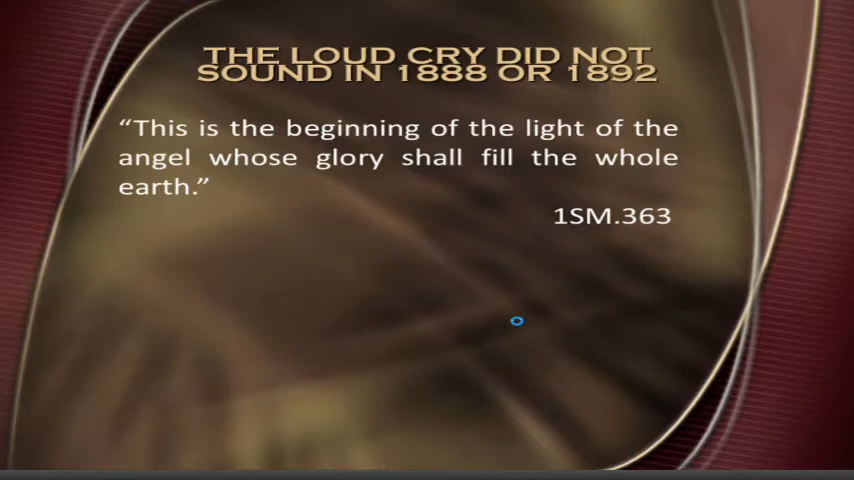 THE LOUD CRY DID NOT
SOUND IN 1888 OR 1892
“This is the beginning of the light of the
angel whose glory shall fill the whole
earth.”
1SM.363